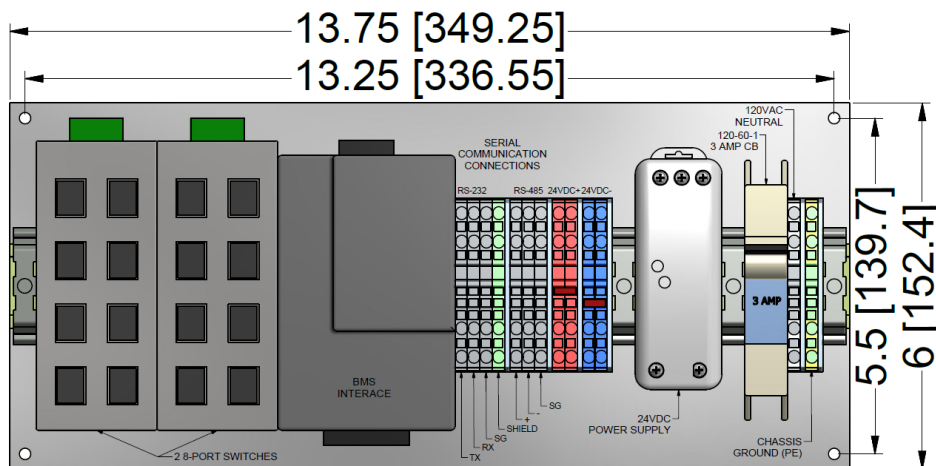 13.75 [349.25]
13.25 [336.55]
120VAC
NEUTRAL
120-60-1
3 AMP CB
SERIAL
COMMUNICATION
CONNECTIONS
RS-232
RS-485
24VDC+
24VDC-
3 AMP
BMS
INTERACE
SG
-
+
SHIELD
SG
RX
TX
2 8-PORT SWITCHES
24VDC
POWER SUPPLY
CHASSIS
GROUND (PE)
5.5 [139.7]
6 [152.4]